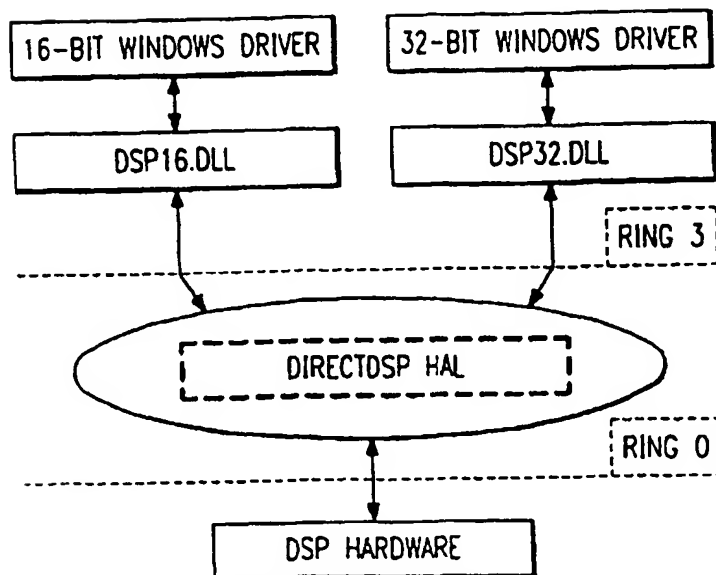 16-BIT WINDOWS DRIVER
32-BIT WINDOWS DRIVER
DSP16.DLL
DSP32.DLL
RING 3
DIRECTDSP HAL
RING 0
DSP HARDWARE